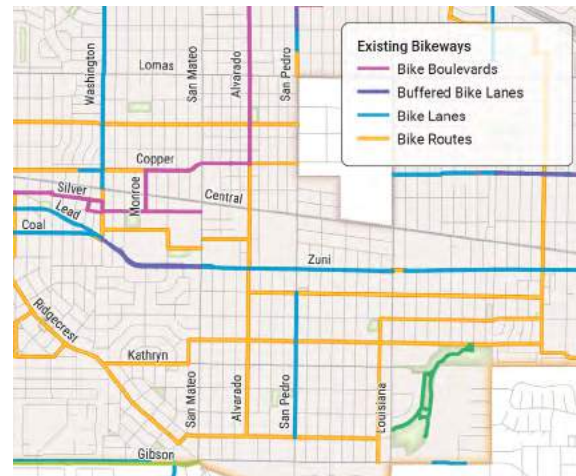 Existing Bikeways
Bike Boulevards
Buffered Bike Lanes
Bike Lanes
Bike Routes
Washington
Lomas
San Mateo
Alvarado
San Pedro
Copper
Silver
Monroe
Central
Lead
Coal
Zuni
Ridgecrest
Kathryn
San Mateo
Alvarado
San Pedro
Louisiana
Gibson